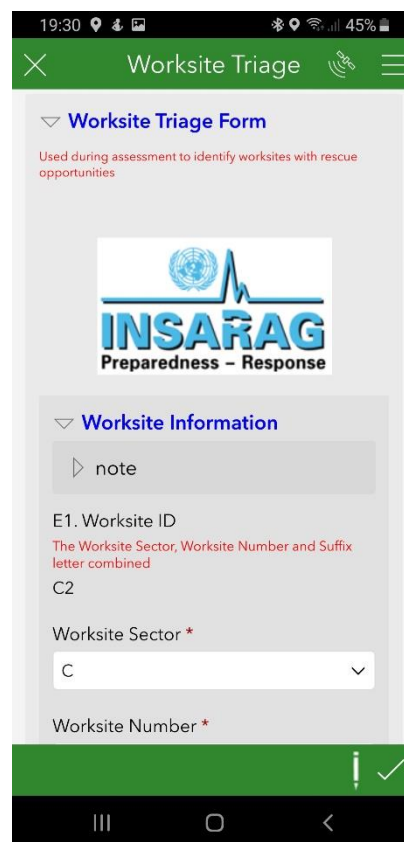 19:30 45%
Worksite Triage
Worksite Triage Form
Used during assessment to identify worksites with rescue
opportunities
INSARAG
Preparedness – Response
Worksite Information
note
E1. Worksite ID
The Worksite Sector, Worksite Number and Suffix
letter combined
C2
Worksite Sector *
C
Worksite Number *